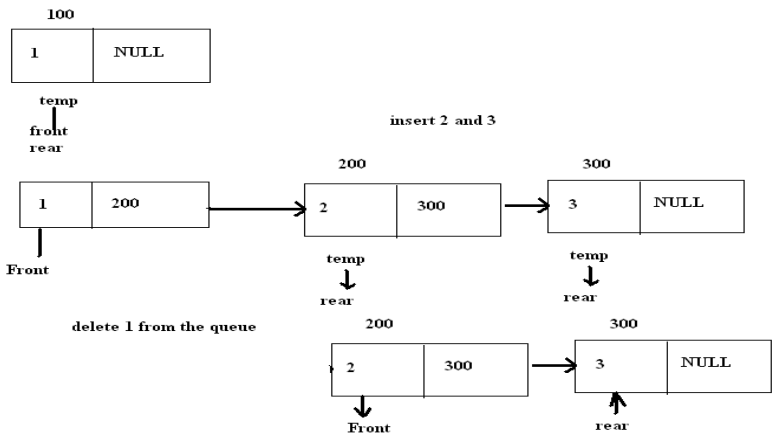 100
1 NULL
temp
front
rear
insert 2 and 3
200 300
1 200 2 300 3 NULL
Front
temp temp
rear rear
delete 1 from the queue
200 300
2 300 3 NULL
Front rear